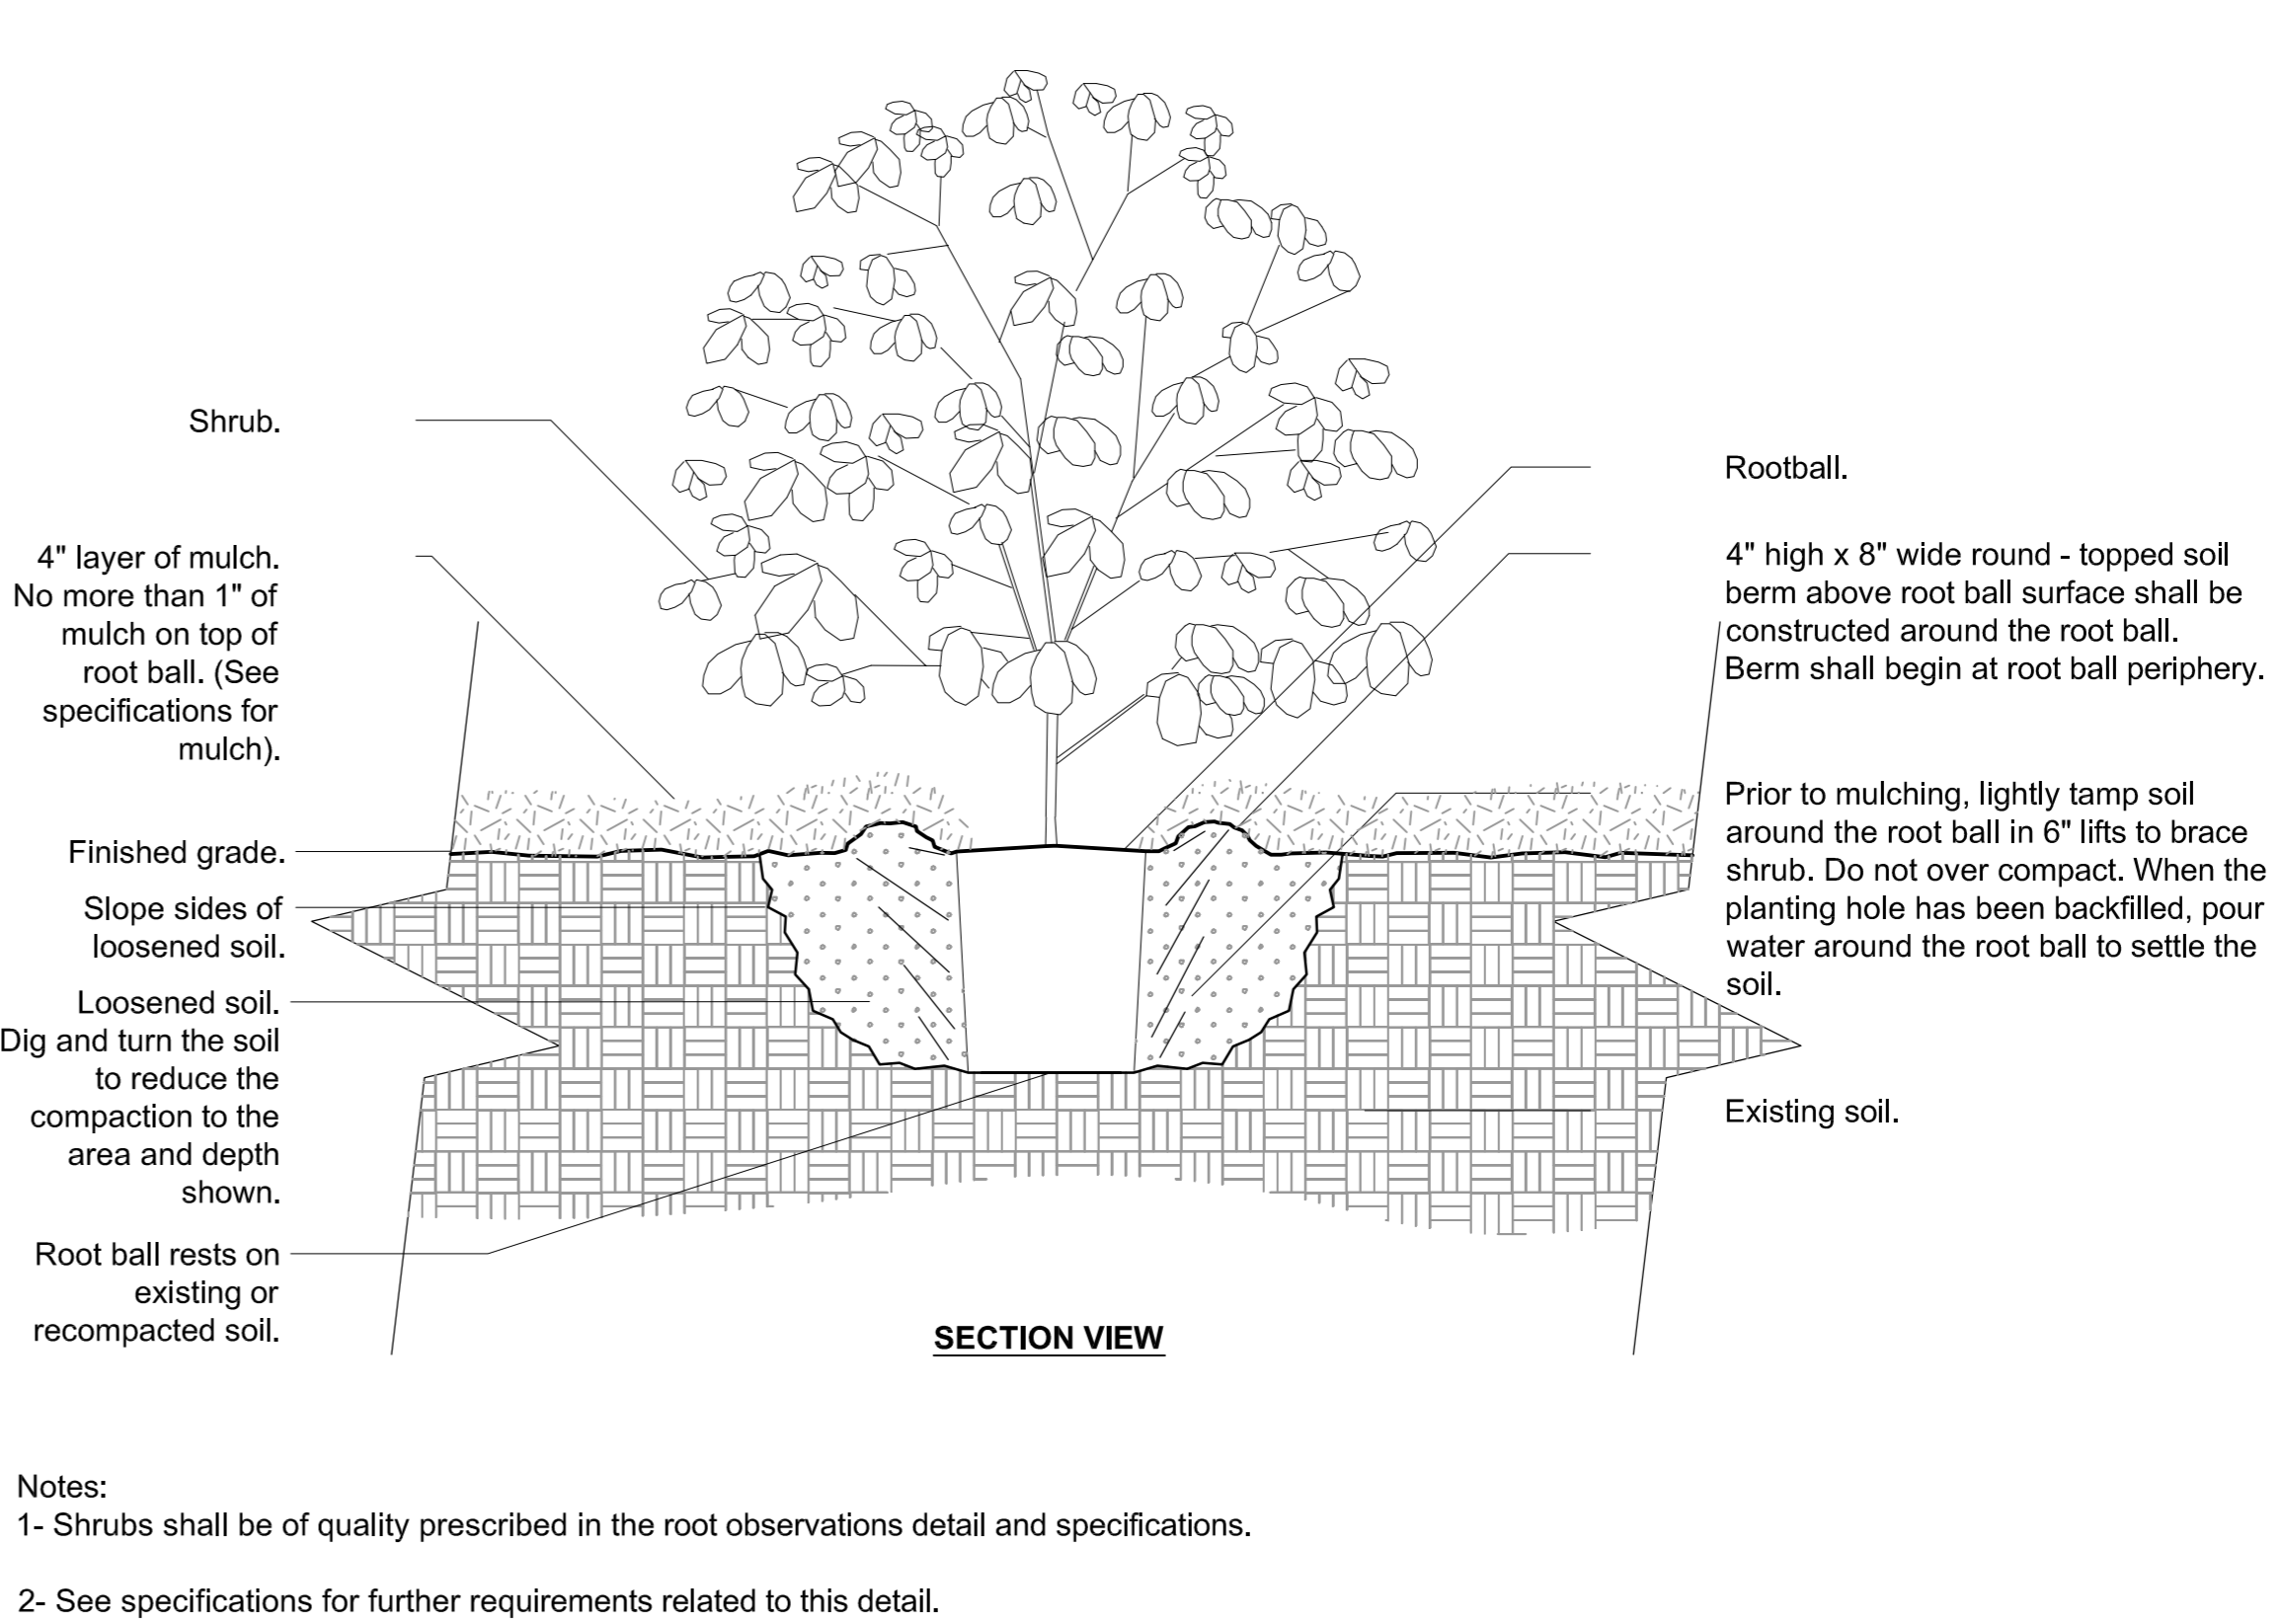 Shrub.
4" layer of mulch.
No more than 1" of
mulch on top of
root ball. (See
specifications for
mulch).
Finished grade.
Slope sides of
loosened soil.
Loosened soil.
Dig and turn the soil
to reduce the
compaction to the
area and depth
shown.
Root ball rests on
existing or
recompacted soil.
Rootball.
4" high x 8" wide round - topped soil
berm above root ball surface shall be
constructed around the root ball.
Berm shall begin at root ball periphery.
Prior to mulching, lightly tamp soil
around the root ball in 6" lifts to brace
shrub. Do not over compact. When the
planting hole has been backfilled, pour
water around the root ball to settle the
soil.
Existing soil.
SECTION VIEW
Notes:
1- Shrubs shall be of quality prescribed in the root observations detail and specifications.
2- See specifications for further requirements related to this detail.